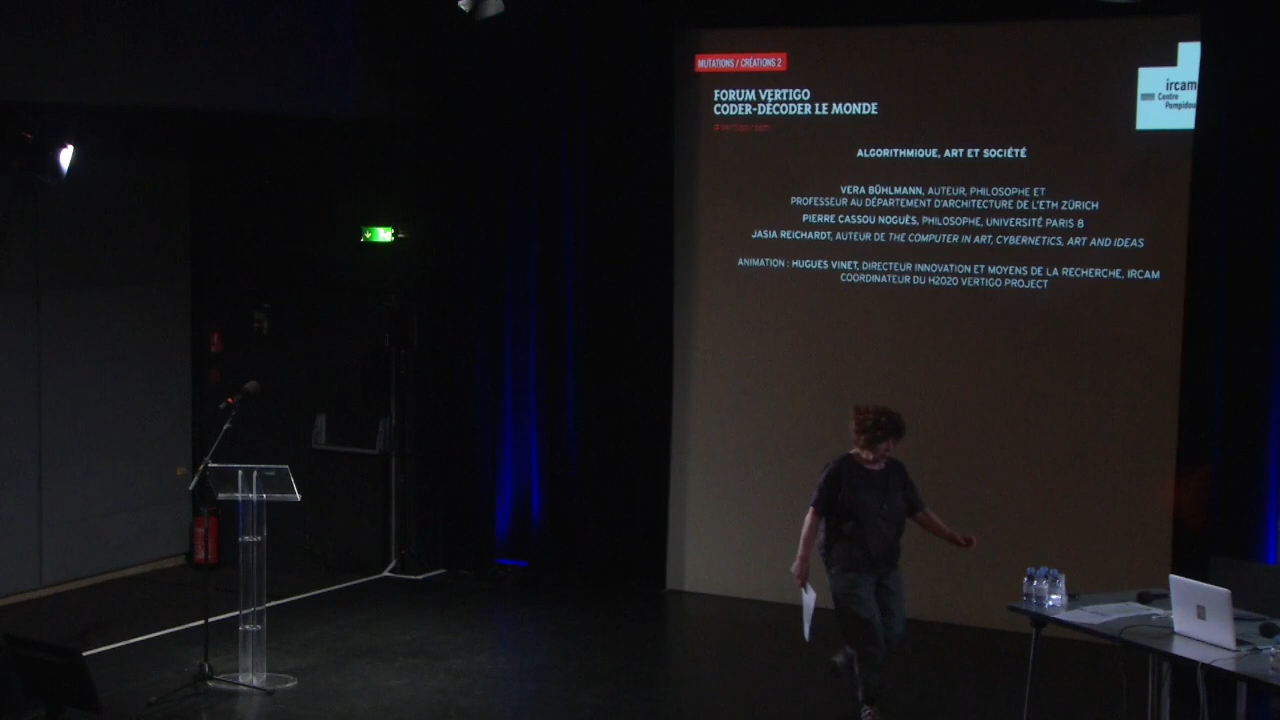 MUTATIONS / CRÉATIONS 2
FORUM VERTIGO
CODER-DÉCODER LE MONDE
ircam
Centre
Pompidou
ALGORITHMIQUE, ART ET SOCIÉTÉ
VERA BÜHLMANN, AUTEUR, PHILOSOPHE ET
PROFESSEUR AU DÉPARTEMENT D'ARCHITECTURE DE L'ETH ZÜRICH
PIERRE CASSOU NOGUÈS, PHILOSOPHE, UNIVERSITÉ PARIS 8
JASIA REICHARDT, AUTEUR DE THE COMPUTER IN ART, CYBERNETICS, ART AND IDEAS
ANIMATION : HUGUES VINET, DIRECTEUR INNOVATION ET MOYENS DE LA RECHERCHE, IRCAM
COORDINATEUR DU H2020 VERTIGO PROJECT